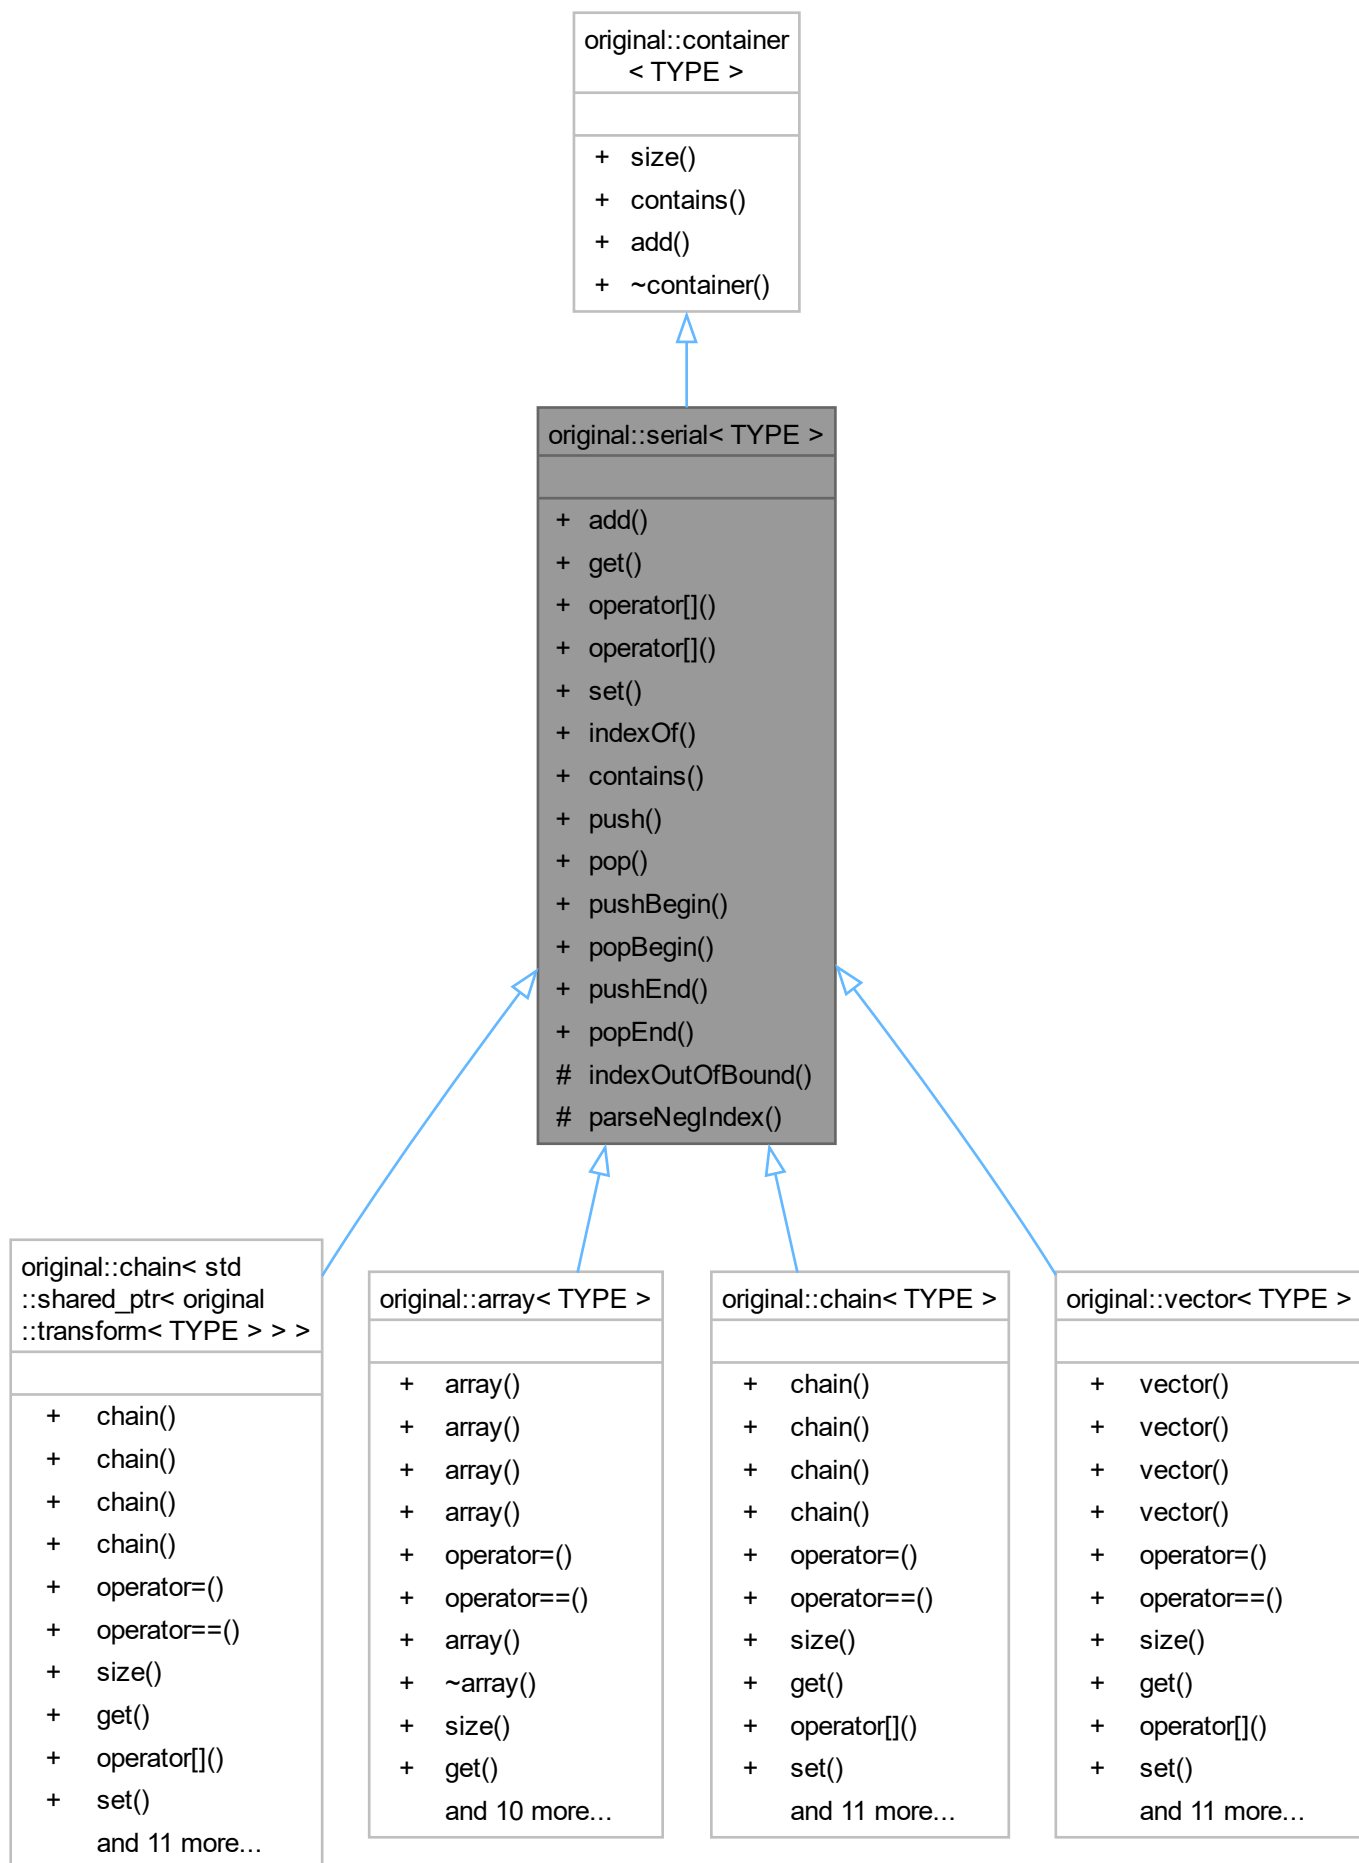 original::container
< TYPE >
+ size()
+ contains()
+ add()
+ ~container()
original::serial< TYPE >
+ add()
+ get()
+ operator[]()
+ operator[]()
+ set()
+ indexOf()
+ contains()
+ push()
+ pop()
+ pushBegin()
+ popBegin()
+ pushEnd()
+ popEnd()
# indexOutOfBound()
# parseNegIndex()
original::chain< std
::shared_ptr< original
::transform< TYPE > > >
+ chain()
+ chain()
+ chain()
+ chain()
+ operator=()
+ operator==()
+ size()
+ get()
+ operator[]()
+ set()
and 11 more...
original::array< TYPE >
+ array()
+ array()
+ array()
+ array()
+ operator=()
+ operator==()
+ array()
+ ~array()
+ size()
+ get()
and 10 more...
original::chain< TYPE >
+ chain()
+ chain()
+ chain()
+ chain()
+ operator=()
+ operator==()
+ size()
+ get()
+ operator[]()
+ set()
and 11 more...
original::vector< TYPE >
+ vector()
+ vector()
+ vector()
+ vector()
+ operator=()
+ operator==()
+ size()
+ get()
+ operator[]()
+ set()
and 11 more...